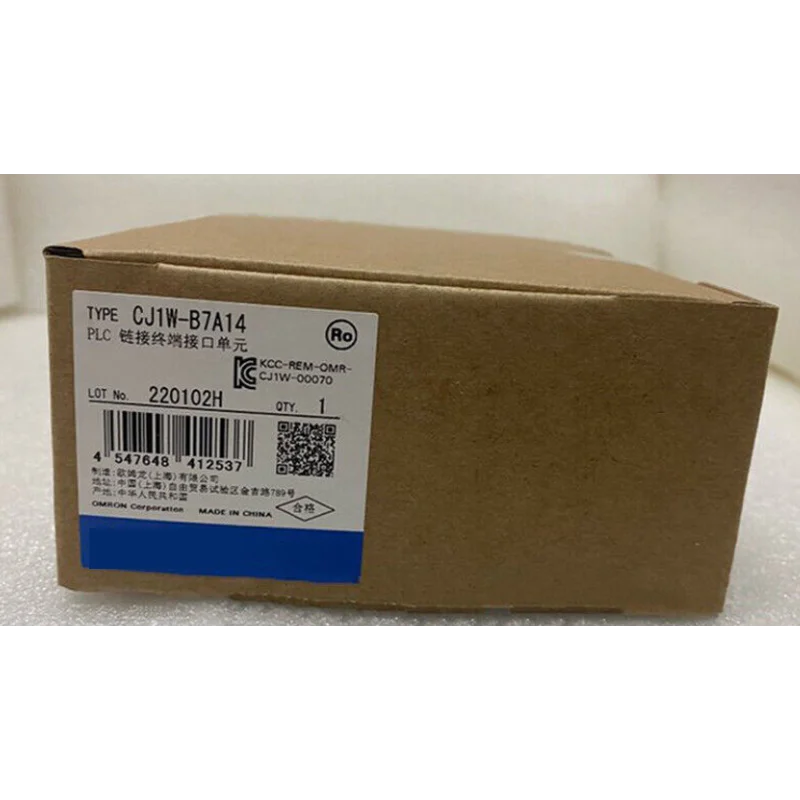 TYPE CJ1W-B7A14
PLC 链接终端接口单元
Ro
KCC-REM-OMR-
CJ1W-00070
LOT No. 220102H
QTY. 1
4 547648 412537
制造:欧姆龙(上海)有限公司
地址:中国(上海)自由贸易试验区金吉路789号
产地:中华人民共和国
OMRON Corporation MADE IN CHINA
合格